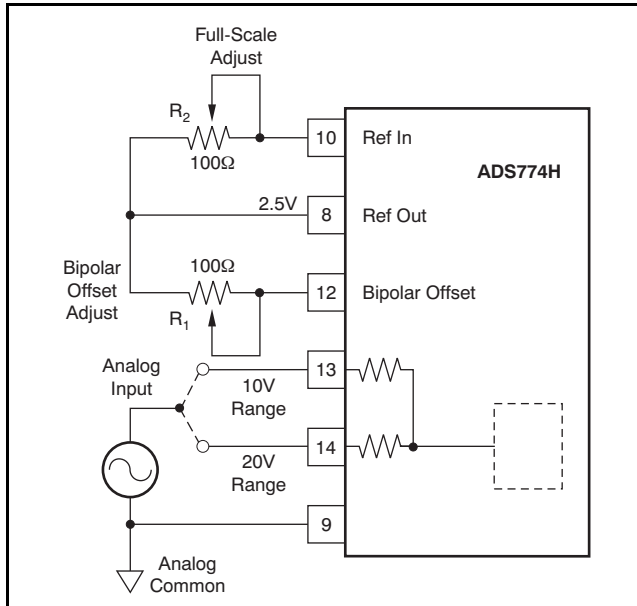 Full-Scale
Adjust
R2
100Ω
10
Ref In
ADS774H
2.5V
8
Ref Out
Bipolar
Offset
Adjust
100Ω
R1
12
Bipolar Offset
Analog
Input
10V
Range
13
20V
Range
14
9
Analog
Common